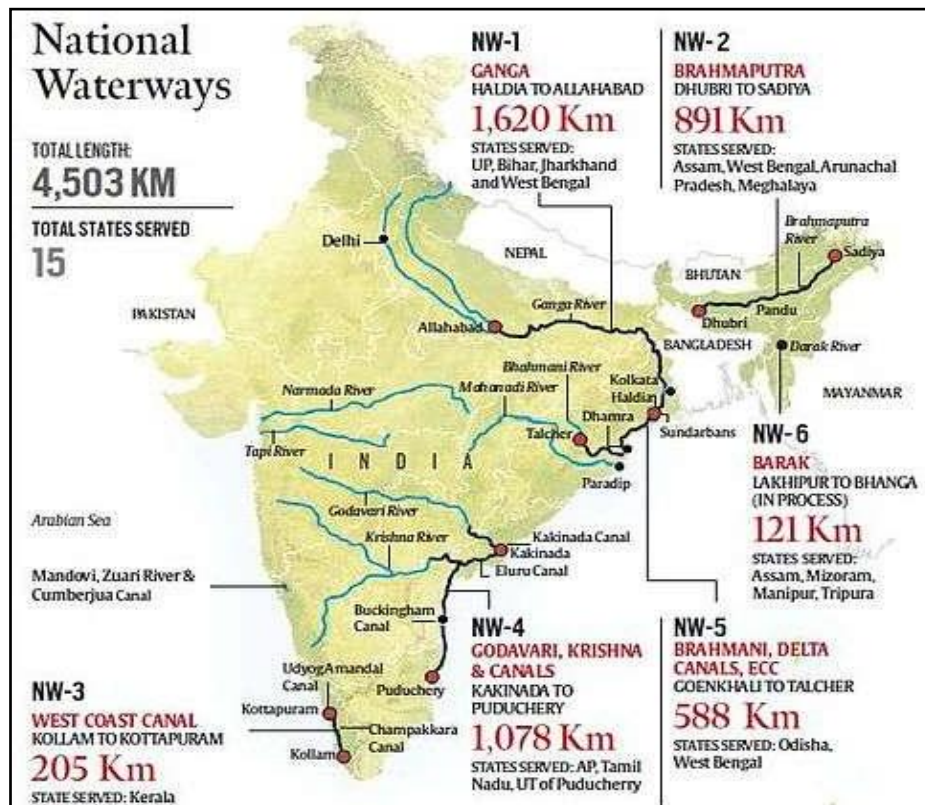 National
Waterways
TOTAL LENGTH:
4,503 KM
TOTAL STATES SERVED
15
NW-1
GANGA
HALDIA TO ALLAHABAD
1,620 Km
STATES SERVED:
UP, Bihar, Jharkhand
and West Bengal
NW-2
BRAHMAPUTRA
DHUBRI TO SADIYA
891 Km
STATES SERVED:
Assam, West Bengal, Arunachal
Pradesh, Meghalaya
Brahmaputra
River
Sadiya
Delhi
NEPAL
BHUTAN
PAKISTAN
Ganga River
Pandu
Dhubri
Allahabad
BANGLADESH
Darak River
Bhahmani River
Mahanadi River
Kolkata
Haldia
MAYANMAR
Narmada River
Dhamra
Talcher
Sundarbans
Tapi River
INDIA
Paradip
NW-6
BARAK
LAKHIPUR TO BHANGA
(IN PROCESS)
121 Km
STATES SERVED:
Assam, Mizoram,
Manipur, Tripura
Godavari River
Arabian Sea
Krishna River
Kakinada Canal
Kakinada
Eluru Canal
Mandovi, Zuari River &
Cumberjua Canal
Buckingham
Canal
NW-4
GODAVARI, KRISHNA
& CANALS
KAKINADA TO
PUDUCHERY
1,078 Km
STATES SERVED: AP, Tamil
Nadu, UT of Puducherry
NW-5
BRAHMANI, DELTA
CANALS, ECC
GOENKHALI TO TALCHER
588 Km
STATES SERVED: Odisha,
West Bengal
UdyogAmandal
Canal
Puduchery
NW-3
WEST COAST CANAL
KOLLAM TO KOTTAPURAM
205 Km
STATE SERVED: Kerala
Kottapuram
Champakkara
Canal
Kollam